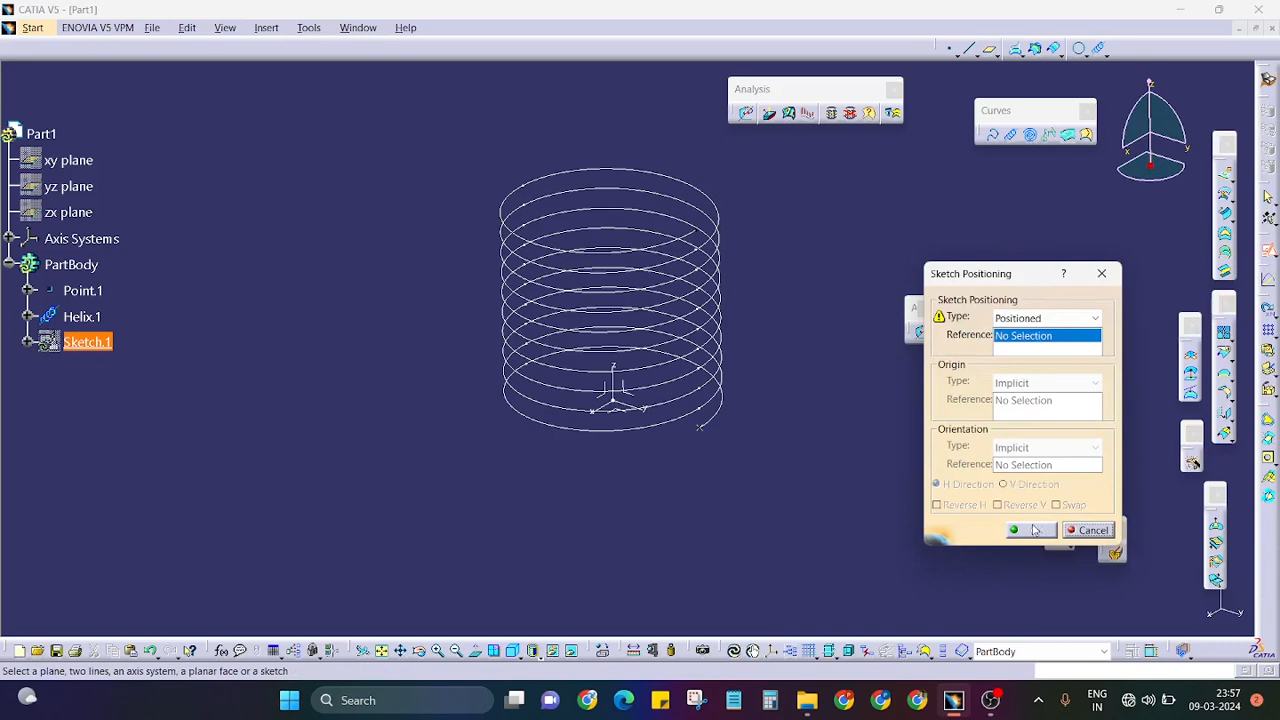 CATIA V5 - [Part1]
Start
ENOVIA V5 VPM
File
Edit
View
Insert
Tools
Window
Help
Analysis
Curves
z
x
y
Part1
xy plane
yz plane
zx plane
Axis Systems
PartBody
Point.1
Helix.1
Sketch.1
z
x
y
Sketch Positioning
?
Sketch Positioning
Type: Positioned
Reference: No Selection
Origin
Type: Implicit
Reference: No Selection
Orientation
Type: Implicit
Reference: No Selection
H Direction V Direction
Reverse H Reverse V Swap
Cancel
A
x
y
PartBody
CATIA
Select a plane, two lines, an axis system, a planar face or a sketch
Search
ENG
IN
23:57
09-03-2024
2